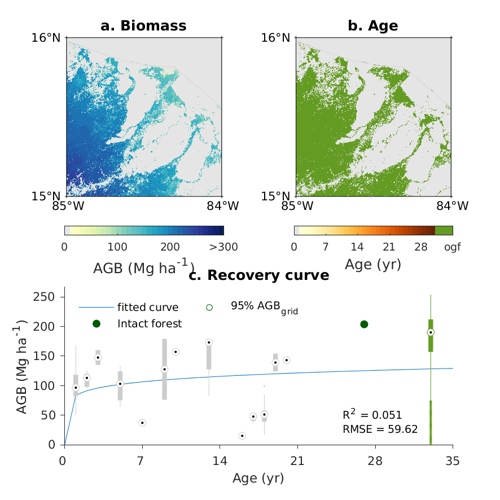 a. Biomass
b. Age
16°N
16°N
15°N
15°N
85°W
84°W
85°W
84°W
0
100
200
>300
0
7
14
21
28
ogf
AGB (Mg ha⁻¹)
Age (yr)
c. Recovery curve
250
200
150
100
50
0
AGB (Mg ha⁻¹)
fitted curve
95% AGB_grid
Intact forest
R² = 0.051
RMSE = 59.62
0
7
14
21
28
35
Age (yr)